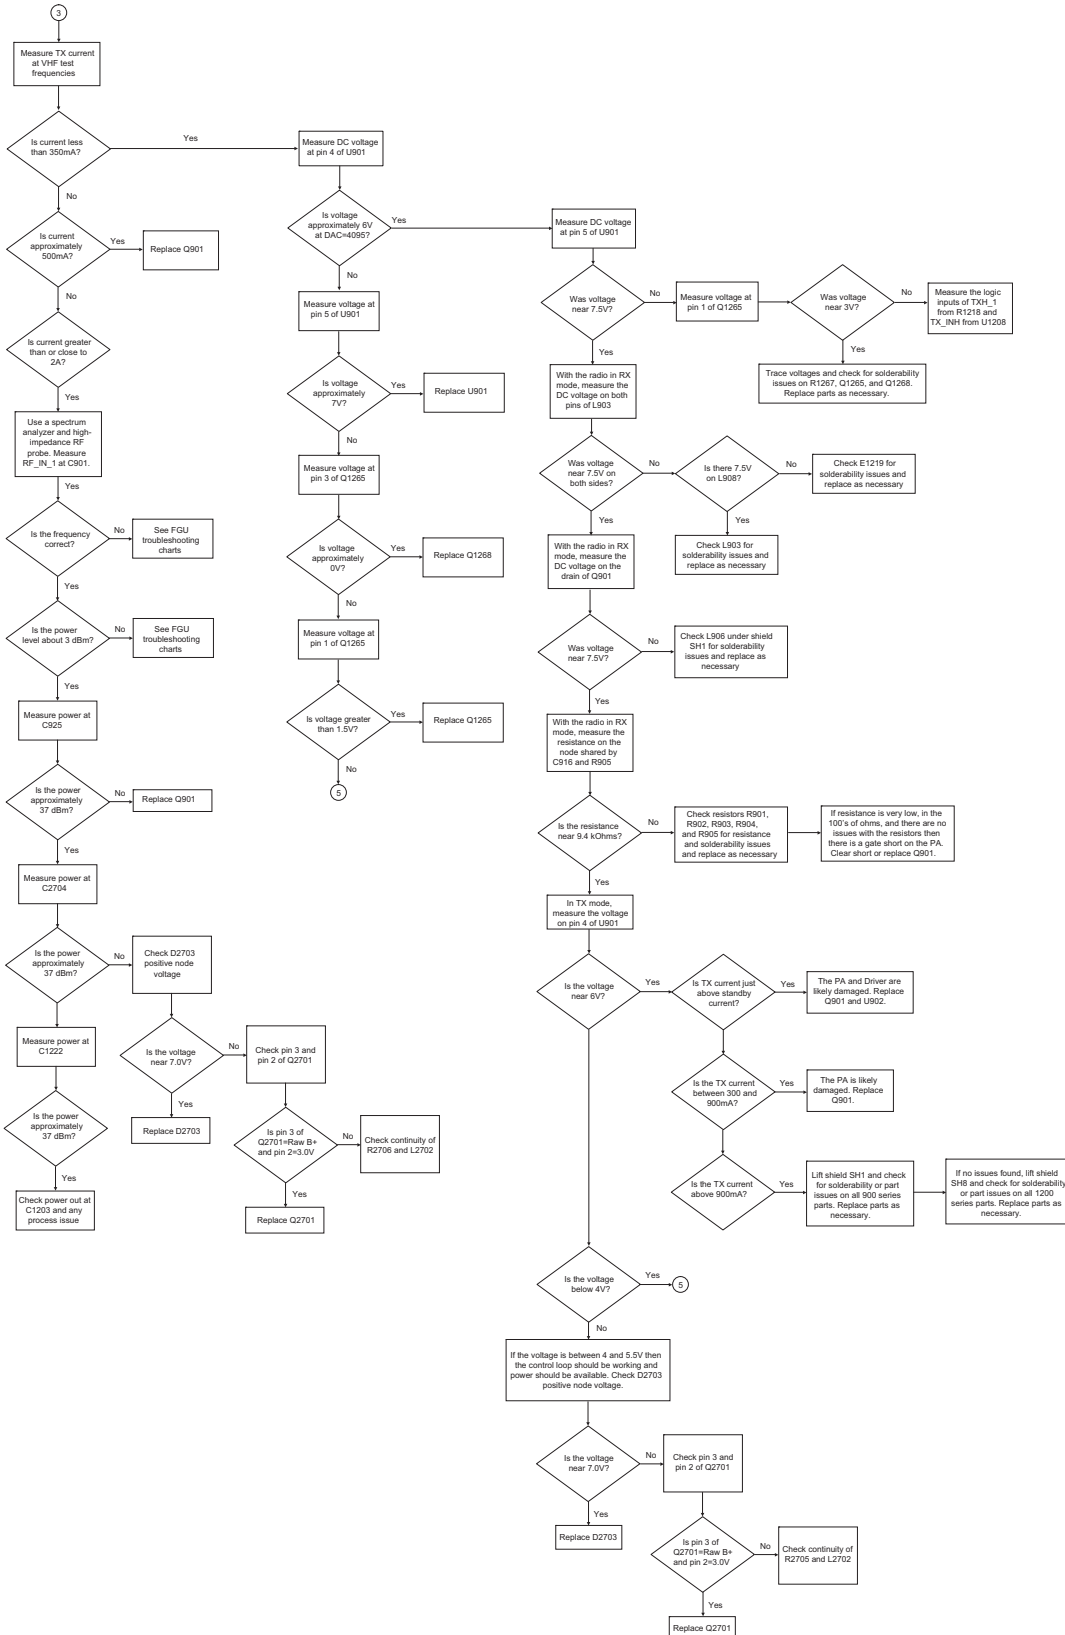 3
Measure TX current
at VHF test
frequencies
Is current less
than 350mA?
Yes
No
Is current
approximately
500mA?
Yes
Replace Q901
No
Is current greater
than or close to
2A?
Yes
Use a spectrum
analyzer and high-
impedance RF
probe. Measure
RF_IN_1 at C901.
Is the frequency
correct?
No
See FGU
troubleshooting
charts
Yes
Is the power
level about 3 dBm?
No
See FGU
troubleshooting
charts
Yes
Measure power at
C925
Is the power
approximately
37 dBm?
No
Replace Q901
Yes
Measure power at
C2704
Is the power
approximately
37 dBm?
No
Check D2703
positive node
voltage
Yes
Measure power at
C1222
Is the power
approximately
37 dBm?
Yes
Check power out at
C1203 and any
process issue
Is the voltage
near 7.0V?
No
Check pin 3 and
pin 2 of Q2701
Yes
Replace D2703
Is pin 3 of
Q2701=Raw B+
and pin 2=3.0V
No
Check continuity of
R2706 and L2702
Yes
Replace Q2701
Measure DC voltage
at pin 4 of U901
Is voltage
approximately 6V
at DAC=4095?
Yes
No
Measure voltage at
pin 5 of U901
Is voltage
approximately
7V?
Yes
Replace U901
No
Measure voltage at
pin 3 of Q1265
Is voltage
approximately
0V?
Yes
Replace Q1268
No
Measure voltage at
pin 1 of Q1265
Is voltage greater
than 1.5V?
Yes
Replace Q1265
No
5
Measure DC voltage
at pin 5 of U901
Was voltage
near 7.5V?
No
Measure voltage at
pin 1 of Q1265
Was voltage
near 3V?
No
Measure the logic
inputs of TXH_1
from R1218 and
TX_INH from U1208
Yes
Trace voltages and check for solderability
issues on R1267, Q1265, and Q1268.
Replace parts as necessary.
Yes
With the radio in RX
mode, measure the
DC voltage on both
pins of L903
Was voltage
near 7.5V on
both sides?
No
Is there 7.5V
on L908?
No
Check E1219 for
solderability issues and
replace as necessary
Yes
Check L903 for
solderability issues and
replace as necessary
Yes
With the radio in RX
mode, measure the
DC voltage on the
drain of Q901
Was voltage
near 7.5V?
No
Check L906 under shield
SH1 for solderability
issues and replace as
necessary
Yes
With the radio in RX
mode, measure the
resistance on the
node shared by
C916 and R905
Is the resistance
near 9.4 kOhms?
No
Check resistors R901,
R902, R903, R904,
and R905 for resistance
and solderability issues
and replace as necessary
If resistance is very low, in the
100's of ohms, and there are no
issues with the resistors then
there is a gate short on the PA.
Clear short or replace Q901.
Yes
In TX mode,
measure the voltage
on pin 4 of U901
Is the voltage
near 6V?
Yes
Is TX current just
above standby
current?
Yes
The PA and Driver are
likely damaged. Replace
Q901 and U902.
Is the TX current
between 300 and
900mA?
Yes
The PA is likely
damaged. Replace
Q901.
Is the TX current
above 900mA?
Yes
Lift shield SH1 and check
for solderability or part
issues on all 900 series
parts. Replace parts as
necessary.
If no issues found, lift shield
SH8 and check for solderability
or part issues on all 1200
series parts. Replace parts as
necessary.
Is the voltage
below 4V?
Yes
5
No
If the voltage is between 4 and 5.5V then
the control loop should be working and
power should be available. Check D2703
positive node voltage.
Is the voltage
near 7.0V?
No
Check pin 3 and
pin 2 of Q2701
Yes
Replace D2703
Is pin 3 of
Q2701=Raw B+
and pin 2=3.0V
No
Check continuity of
R2705 and L2702
Yes
Replace Q2701